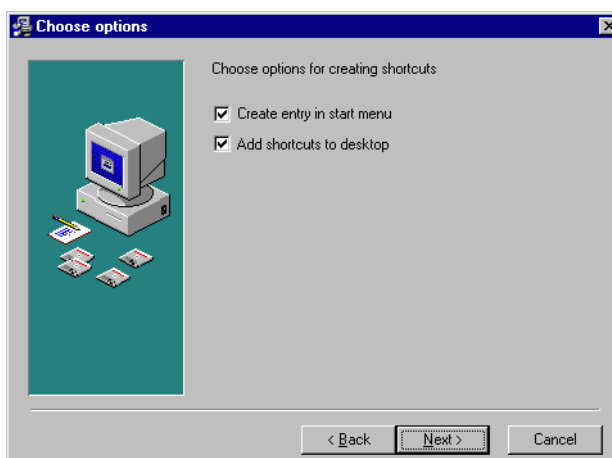 Choose options
Choose options for creating shortcuts
Create entry in start menu
Add shortcuts to desktop
< Back
Next >
Cancel